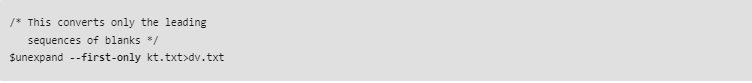 /* This converts only the leading
sequences of blanks */
$unexpand --first-only kt.txt>dv.txt